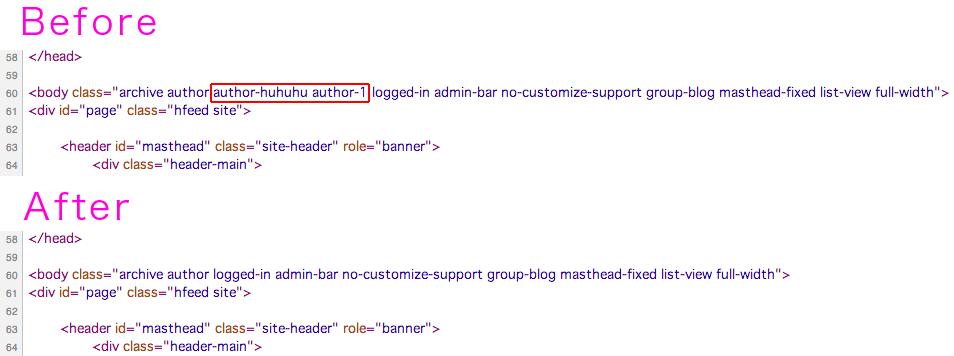 Before
58 </head>
59
60 <body class="archive author author-huhuhu author-1 logged-in admin-bar no-customize-support group-blog masthead-fixed list-view full-width">
61 <div id="page" class="hfeed site">
62
63 <header id="masthead" class="site-header" role="banner">
64 <div class="header-main">
After
58 </head>
59
60 <body class="archive author logged-in admin-bar no-customize-support group-blog masthead-fixed list-view full-width">
61 <div id="page" class="hfeed site">
62
63 <header id="masthead" class="site-header" role="banner">
64 <div class="header-main">